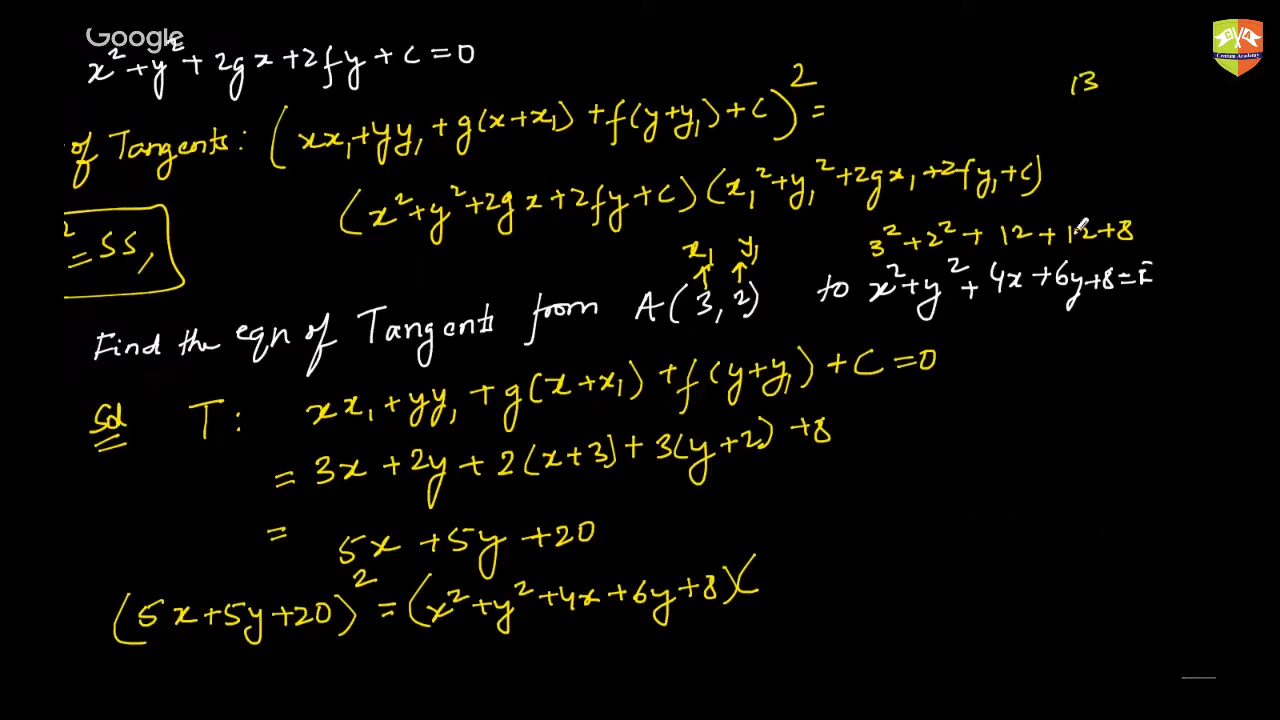 Google
x² + y² + 2gx + 2fy + c = 0
13
of Tangents: (xx₁ + yy₁ + g(x+x₁) + f(y+y₁) + c)² =
(x² + y² + 2gx + 2fy + c) (x₁² + y₁² + 2gx₁ + 2fy₁ + c)
² = SS₁
x₁ y₁
3² + 2² + 12 + 12 + 8
Find the eqn of Tangents from A(3, 2) to x² + y² + 4x + 6y + 8 =
Sol T: xx₁ + yy₁ + g(x+x₁) + f(y+y₁) + c = 0
= 3x + 2y + 2(x+3) + 3(y+2) + 8
= 5x + 5y + 20
(5x + 5y + 20)² = (x² + y² + 4x + 6y + 8)(
Centum Academy